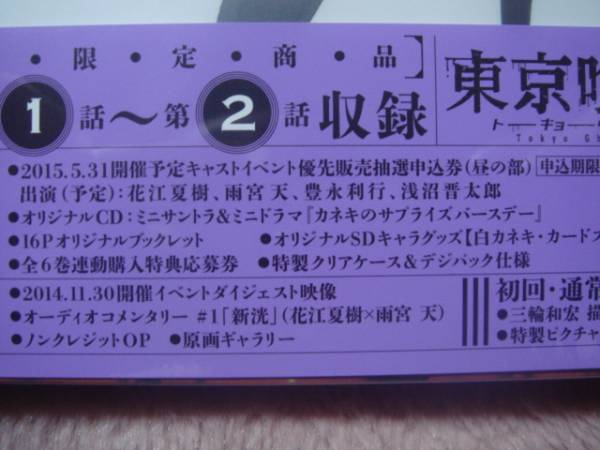 ・限・定・商・品】
東京喰
1話～第2話 収録
トーキョー
Tokyo Gh
●2015.5.31開催予定キャストイベント優先販売抽選申込券(昼の部) 申込期限
出演(予定):花江夏樹、雨宮 天、豊永利行、浅沼晋太郎
●オリジナルCD:ミニサントラ&ミニドラマ『カネキのサプライズバースデー』
●16Pオリジナルブックレット ●オリジナルSDキャラグッズ【白カネキ・カードス
●全6巻連動購入特典応募券 ●特製クリアケース&デジパック仕様
●2014.11.30開催イベントダイジェスト映像
●オーディオコメンタリー #1「新洸」(花江夏樹×雨宮 天)
●ノンクレジットOP ●原画ギャラリー
初回・通常
●三輪和宏 描
●特製ピクチャ